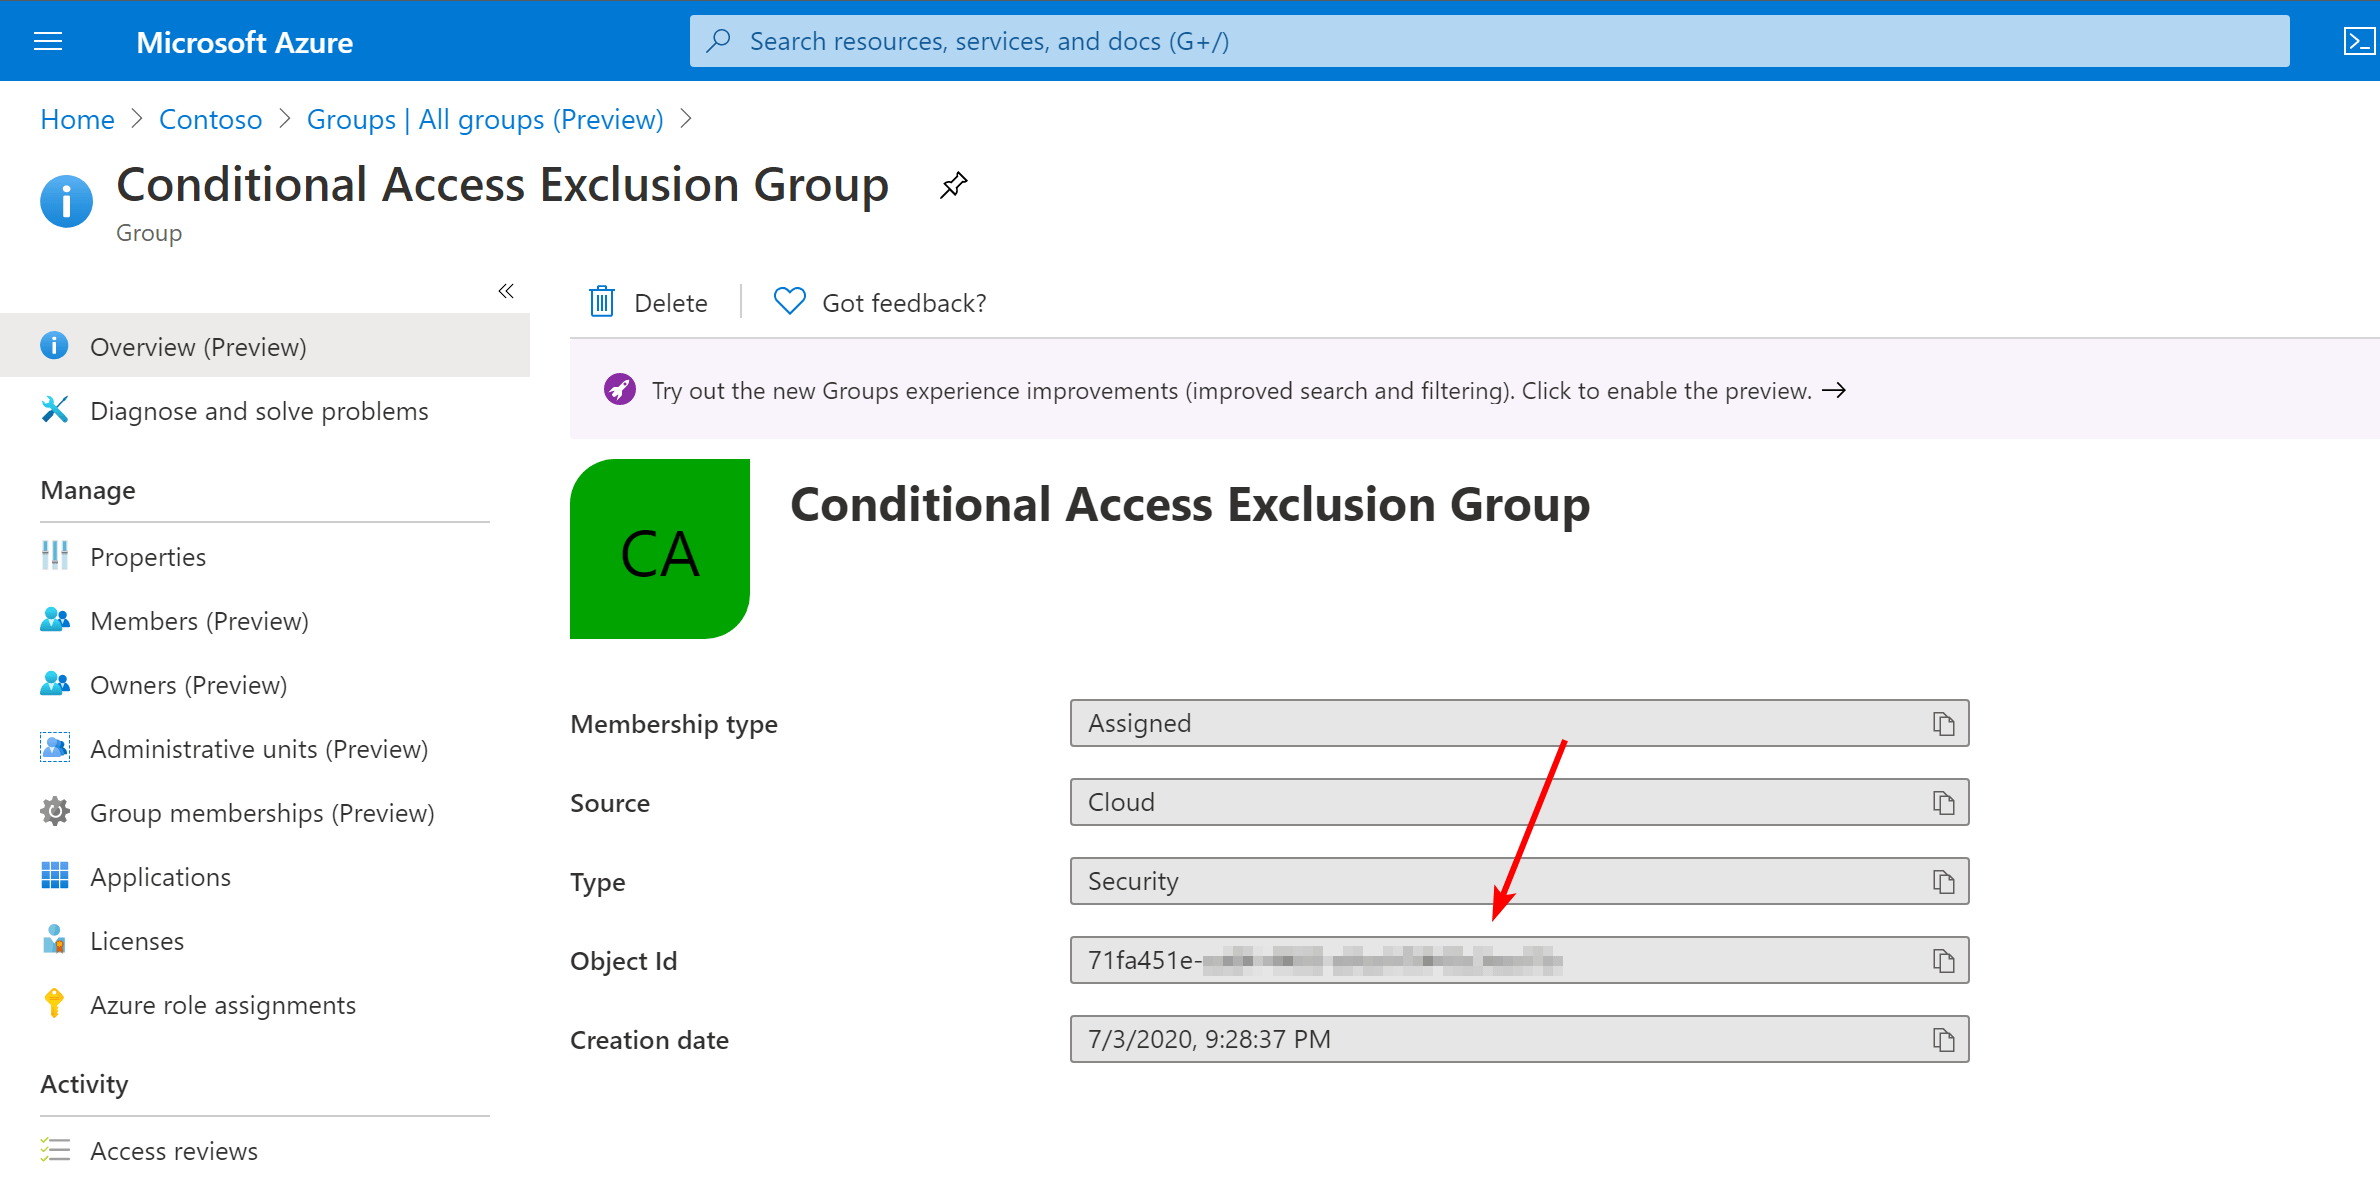 Microsoft Azure
Search resources, services, and docs (G+/)
Home > Contoso > Groups | All groups (Preview) >
Conditional Access Exclusion Group
Group
«
Delete
Got feedback?
Overview (Preview)
Diagnose and solve problems
Manage
Properties
Members (Preview)
Owners (Preview)
Administrative units (Preview)
Group memberships (Preview)
Applications
Licenses
Azure role assignments
Activity
Access reviews
Try out the new Groups experience improvements (improved search and filtering). Click to enable the preview. →
CA
Conditional Access Exclusion Group
Membership type Assigned
Source Cloud
Type Security
Object Id 71fa451e-
Creation date 7/3/2020, 9:28:37 PM